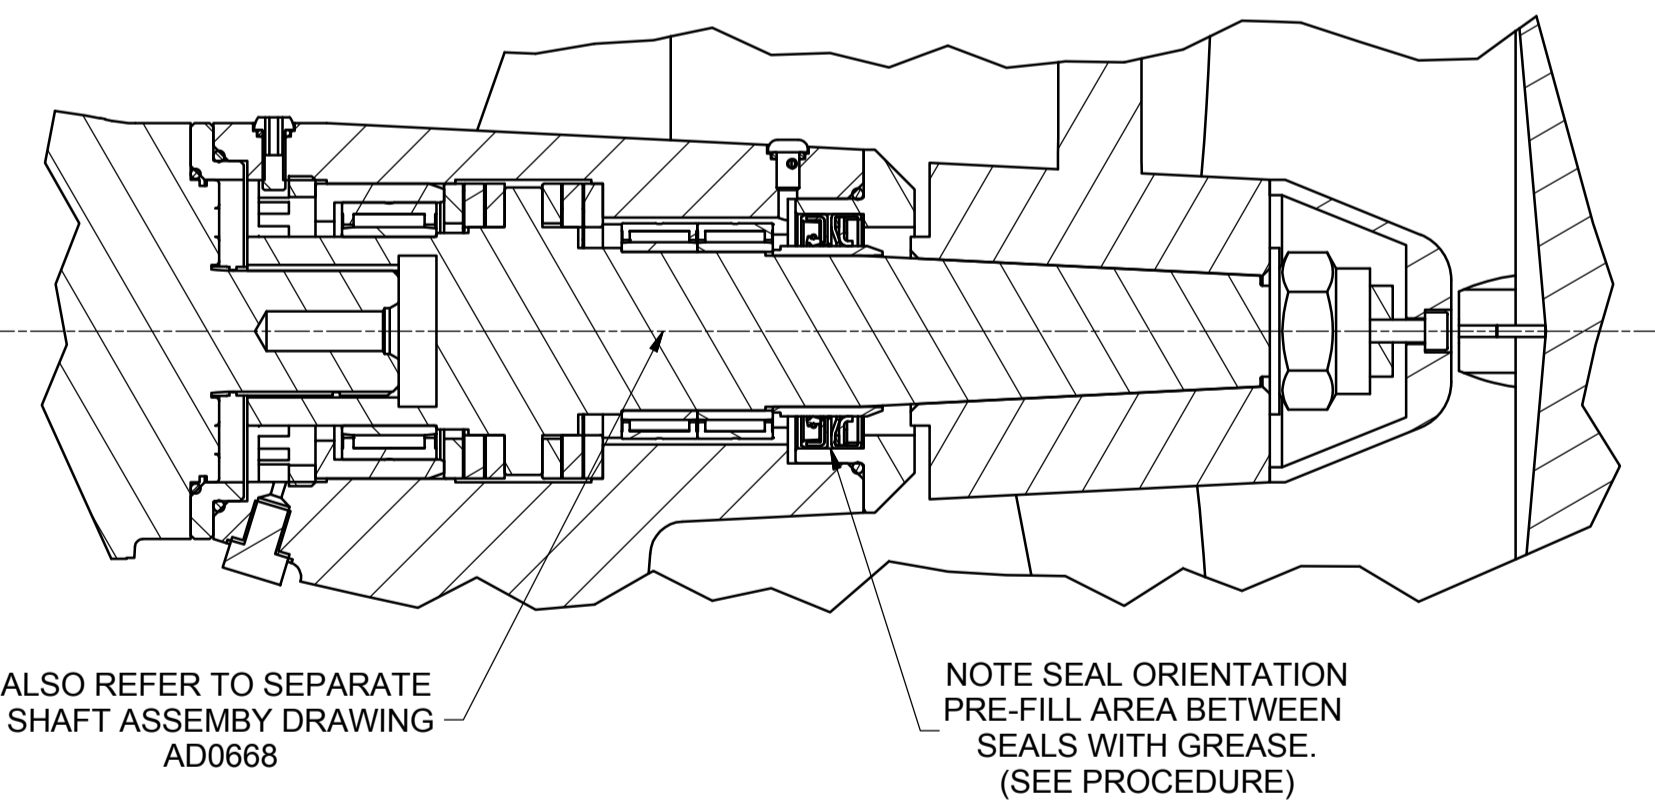 ALSO REFER TO SEPARATE
SHAFT ASSEMBY DRAWING
AD0668
NOTE SEAL ORIENTATION
PRE-FILL AREA BETWEEN
SEALS WITH GREASE.
(SEE PROCEDURE)